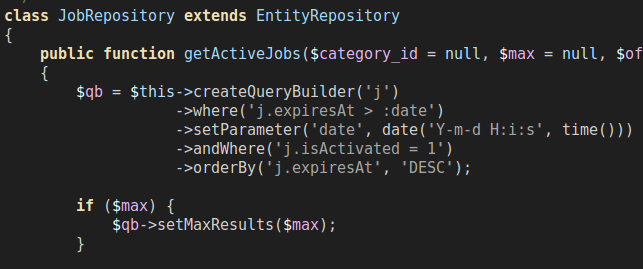 class JobRepository extends EntityRepository
{
    public function getActiveJobs($category_id = null, $max = null, $of
    {
        $qb = $this->createQueryBuilder('j')
                   ->where('j.expiresAt > :date')
                   ->setParameter('date', date('Y-m-d H:i:s', time()))
                   ->andWhere('j.isActivated = 1')
                   ->orderBy('j.expiresAt', 'DESC');

        if ($max) {
            $qb->setMaxResults($max);
        }